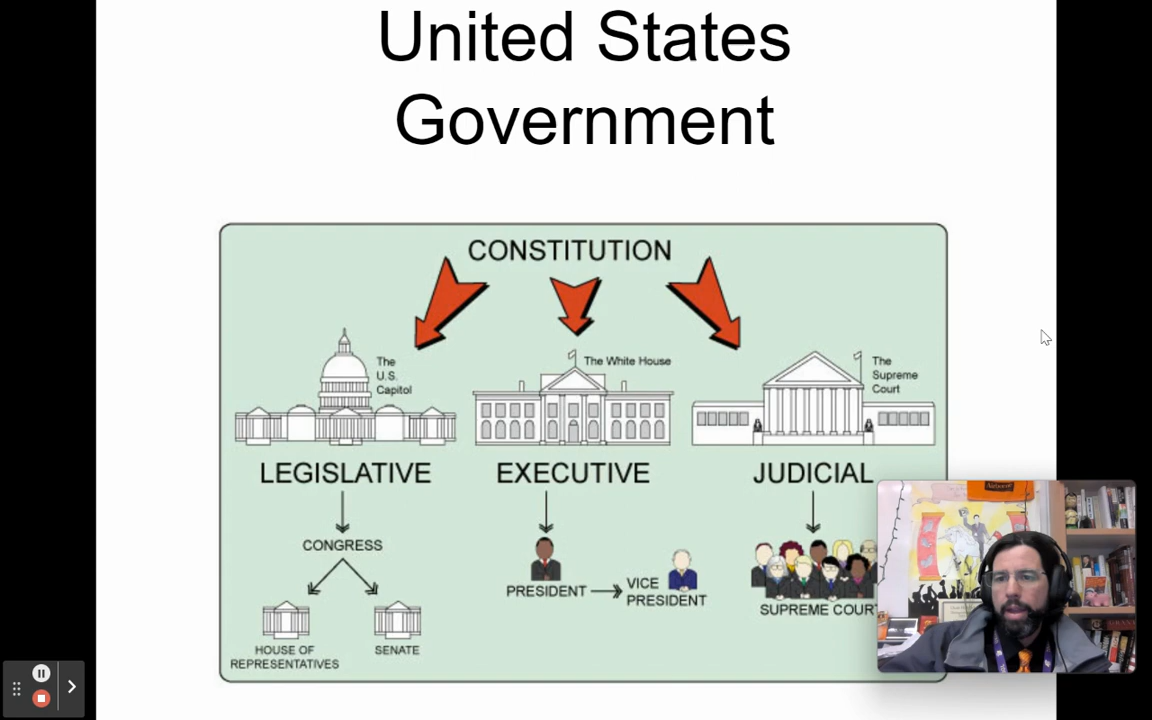 United States
Government
CONSTITUTION
The
U.S.
Capitol
The White House
The
Supreme
Court
LEGISLATIVE
EXECUTIVE
JUDICIAL
CONGRESS
PRESIDENT
VICE
PRESIDENT
SUPREME COURT
HOUSE OF
REPRESENTATIVES
SENATE